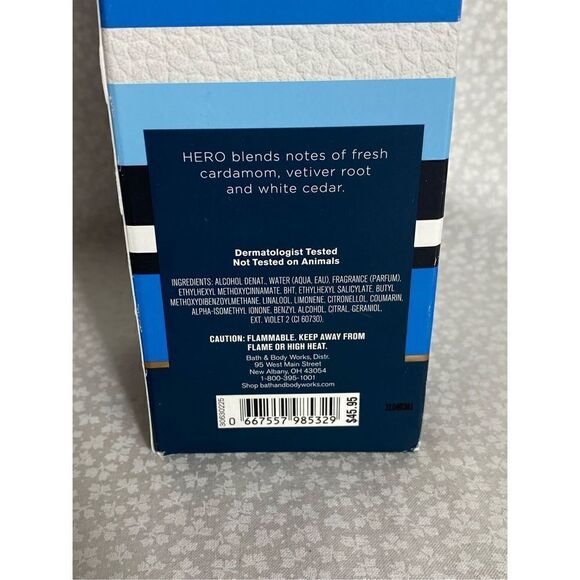 HERO blends notes of fresh
cardamom, vetiver root
and white cedar.
Dermatologist Tested
Not Tested on Animals
INGREDIENTS: ALCOHOL DENAT., WATER (AQUA, EAU), FRAGRANCE (PARFUM),
ETHYLHEXYL METHOXYCINNAMATE, BHT, ETHYLHEXYL SALICYLATE, BUTYL
METHOXYDIBENZOYLMETHANE, LINALOOL, LIMONENE, CITRONELLOL, COUMARIN,
ALPHA-ISOMETHYL IONONE, BENZYL ALCOHOL, CITRAL, GERANIOL,
EXT. VIOLET 2 (CI 60730).
CAUTION: FLAMMABLE. KEEP AWAY FROM
FLAME OR HIGH HEAT.
Bath & Body Works, Distr.
95 West Main Street
New Albany, OH 43054
1-800-395-1001
Shop bathandbodyworks.com
30630225
0 667557 985329
$45.95